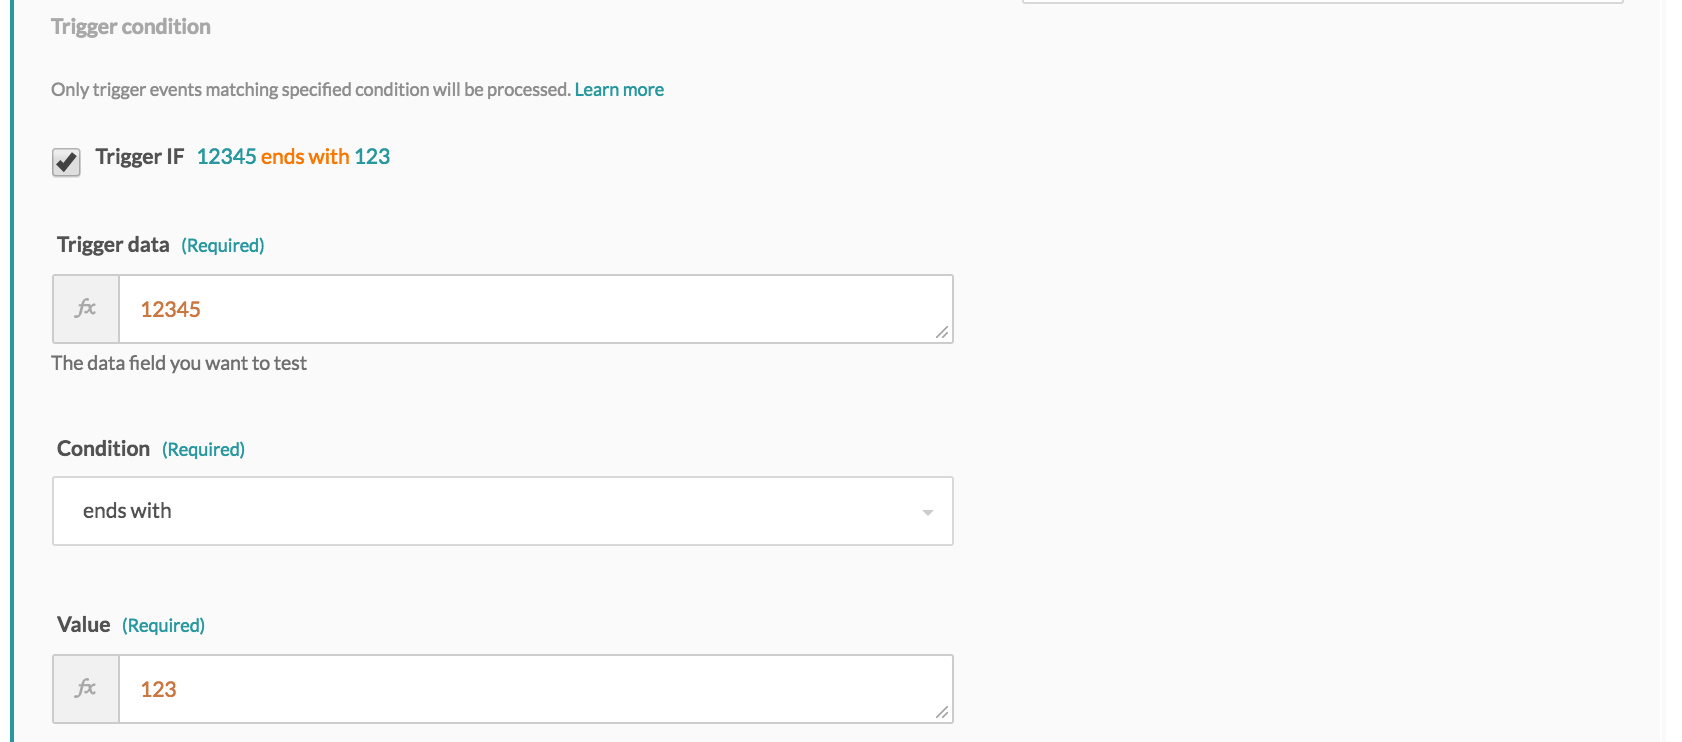 Trigger condition
Only trigger events matching specified condition will be processed. Learn more
Trigger IF 12345 ends with 123
Trigger data (Required)
fx 12345
The data field you want to test
Condition (Required)
ends with
Value (Required)
fx 123